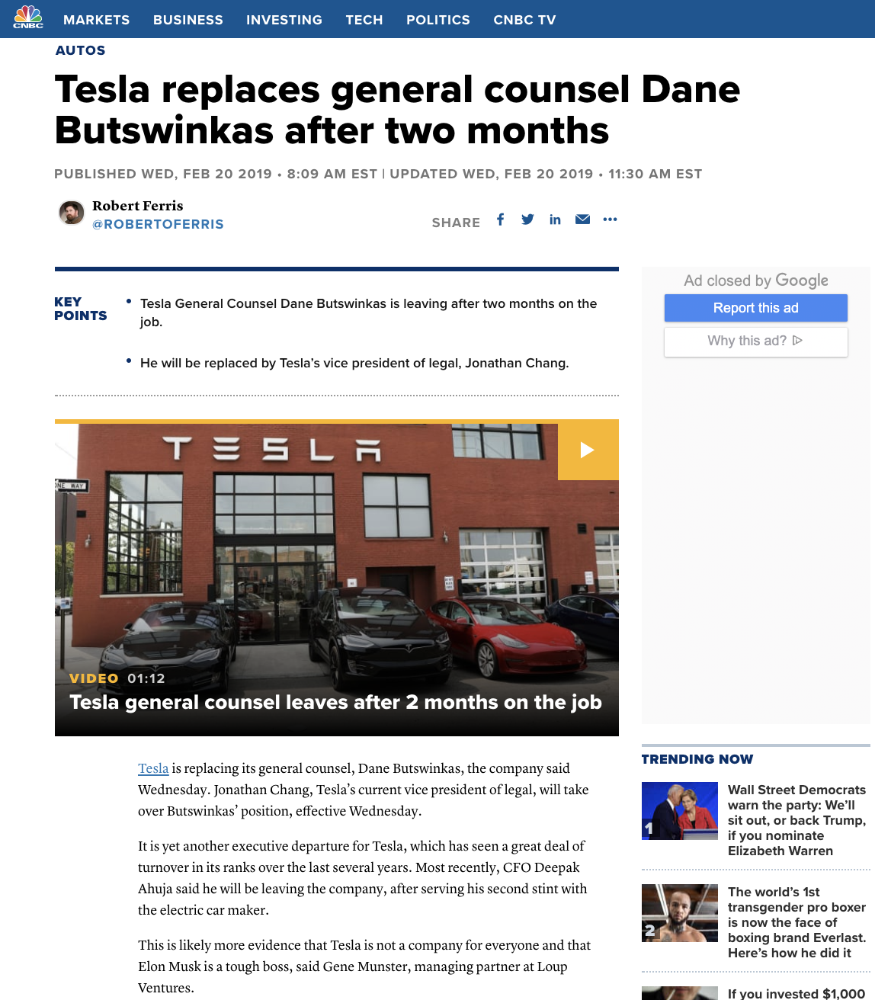 CNBC
MARKETS BUSINESS INVESTING TECH POLITICS CNBC TV
AUTOS
Tesla replaces general counsel Dane
Butswinkas after two months
PUBLISHED WED, FEB 20 2019 • 8:09 AM EST | UPDATED WED, FEB 20 2019 • 11:30 AM EST
Robert Ferris
@ROBERTOFERRIS
SHARE
KEY
POINTS
• Tesla General Counsel Dane Butswinkas is leaving after two months on the
job.
• He will be replaced by Tesla’s vice president of legal, Jonathan Chang.
TESLA
ONE WAY
VIDEO 01:12
Tesla general counsel leaves after 2 months on the job
Tesla is replacing its general counsel, Dane Butswinkas, the company said
Wednesday. Jonathan Chang, Tesla’s current vice president of legal, will take
over Butswinkas’ position, effective Wednesday.
It is yet another executive departure for Tesla, which has seen a great deal of
turnover in its ranks over the last several years. Most recently, CFO Deepak
Ahuja said he will be leaving the company, after serving his second stint with
the electric car maker.
This is likely more evidence that Tesla is not a company for everyone and that
Elon Musk is a tough boss, said Gene Munster, managing partner at Loup
Ventures.
Ad closed by Google
Report this ad
Why this ad?
TRENDING NOW
1
Wall Street Democrats
warn the party: We’ll
sit out, or back Trump,
if you nominate
Elizabeth Warren
2
The world’s 1st
transgender pro boxer
is now the face of
boxing brand Everlast.
Here’s how he did it
If you invested $1,000